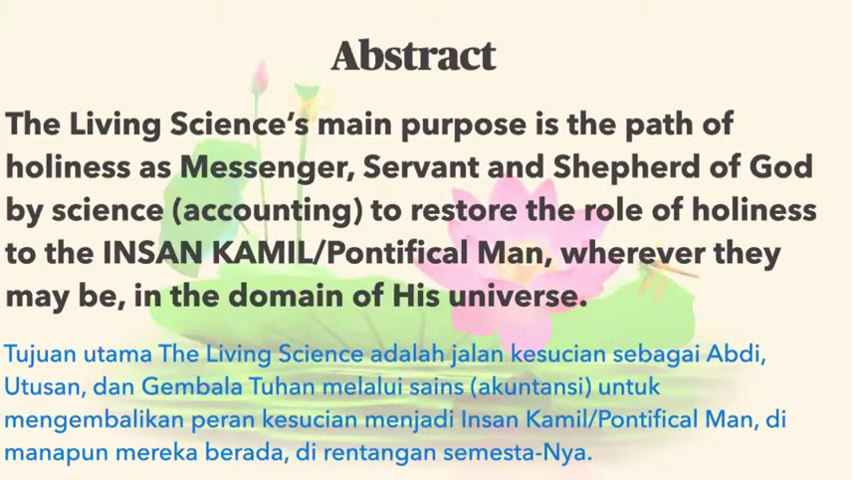 Abstract
The Living Science's main purpose is the path of
holiness as Messenger, Servant and Shepherd of God
by science (accounting) to restore the role of holiness
to the INSAN KAMIL/Pontifical Man, wherever they
may be, in the domain of His universe.
Tujuan utama The Living Science adalah jalan kesucian sebagai Abdi,
Utusan, dan Gembala Tuhan melalui sains (akuntansi) untuk
mengembalikan peran kesucian menjadi Insan Kamil/Pontifical Man, di
manapun mereka berada, di rentangan semesta-Nya.